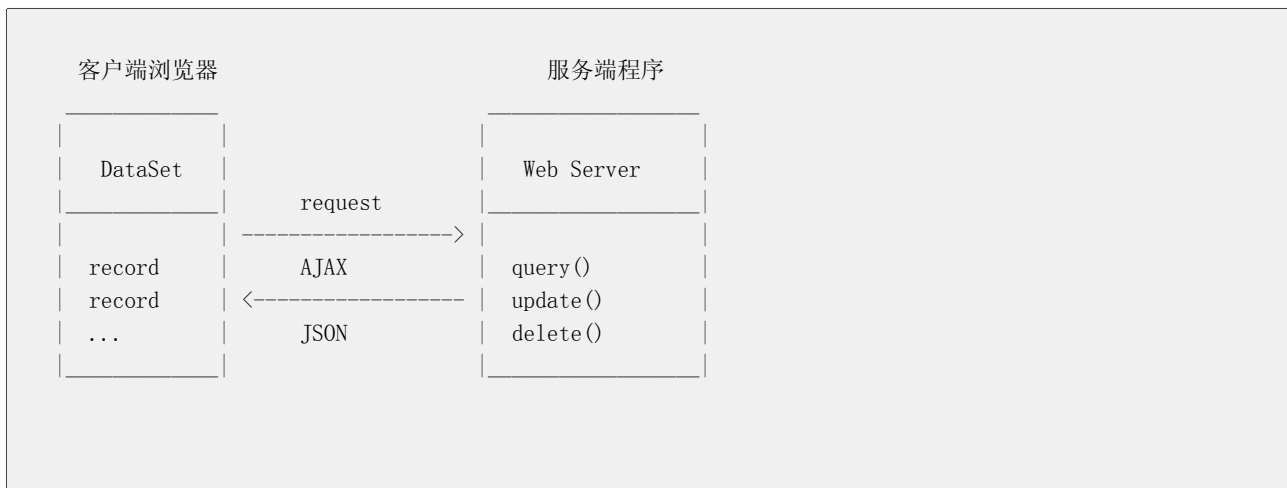 客户端浏览器 服务端程序
DataSet Web Server
request
------------------>
record AJAX query()
record <------------------ update()
... JSON delete()